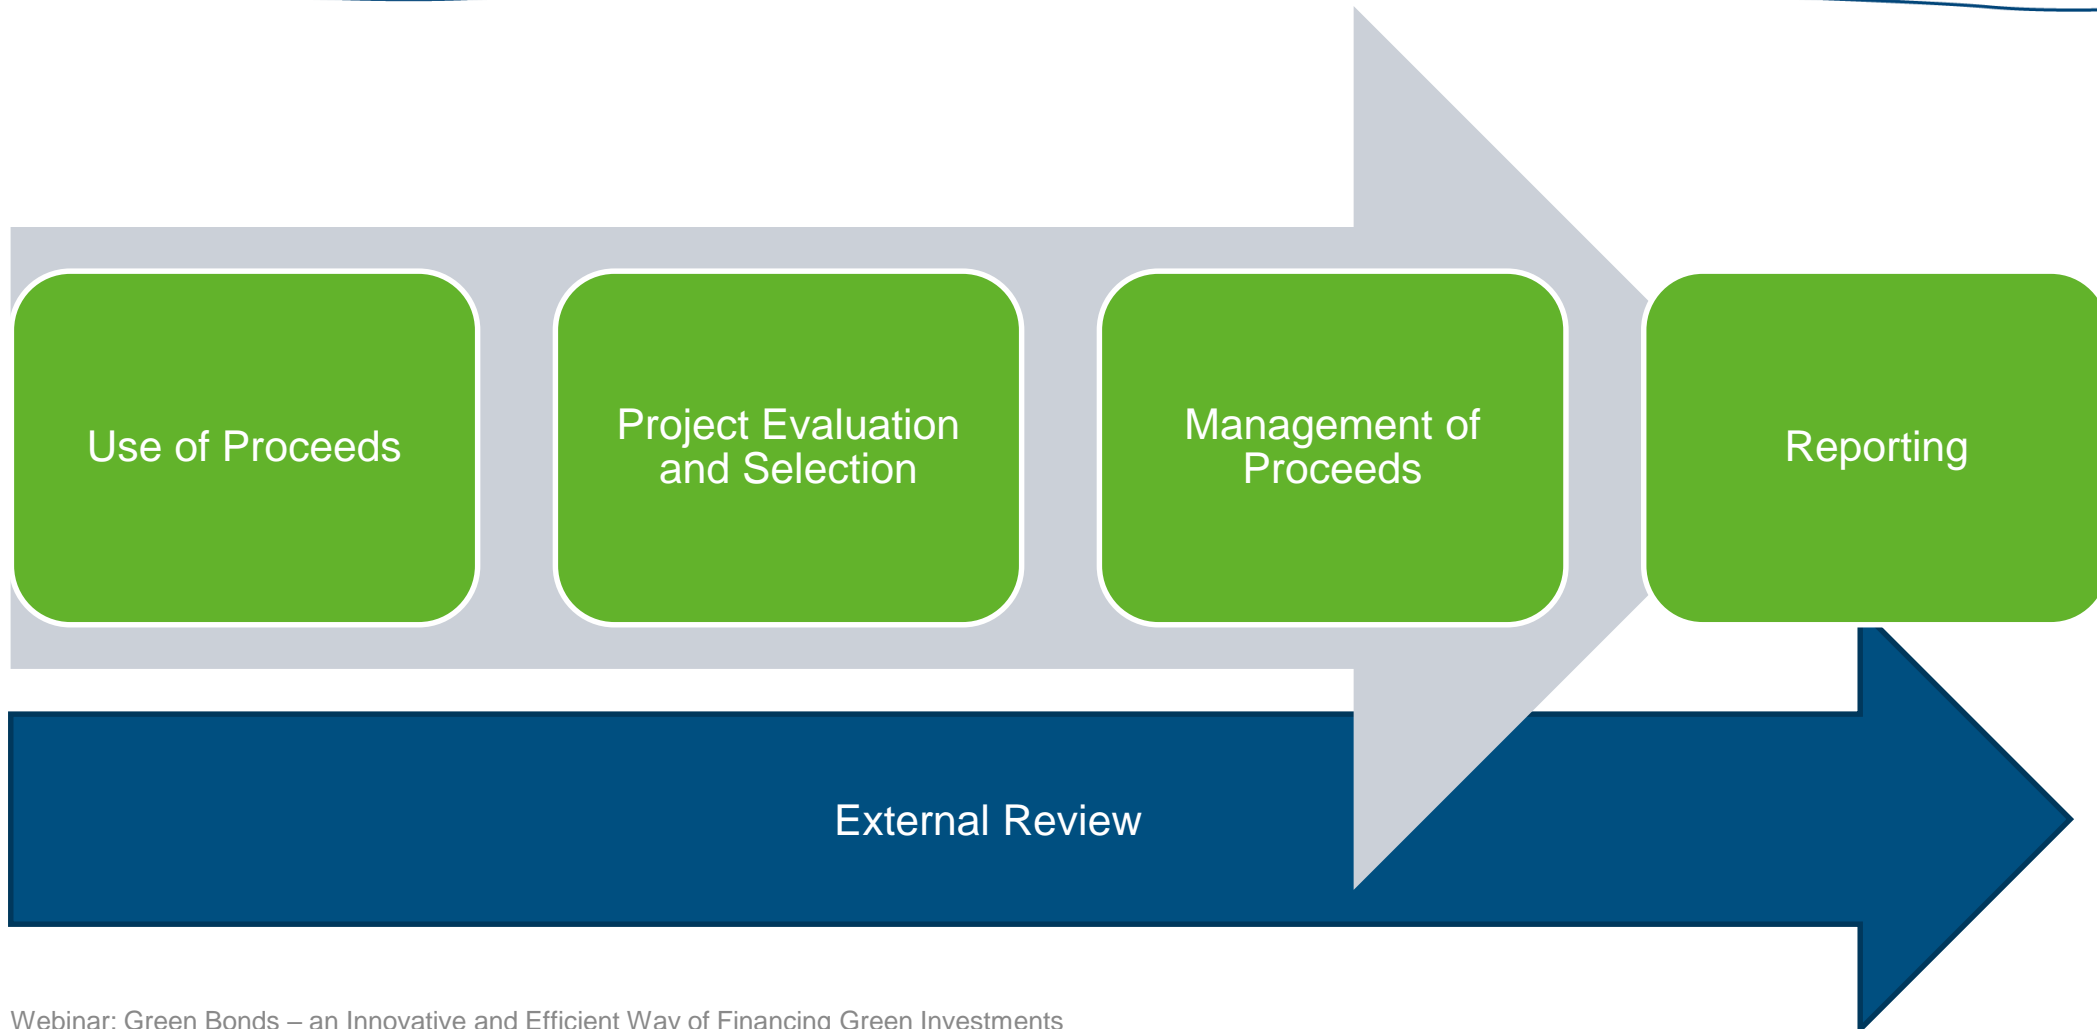 Use of Proceeds
Project Evaluation
and Selection
Management of
Proceeds
Reporting
External Review
Webinar: Green Bonds – an Innovative and Efficient Way of Financing Green Investments